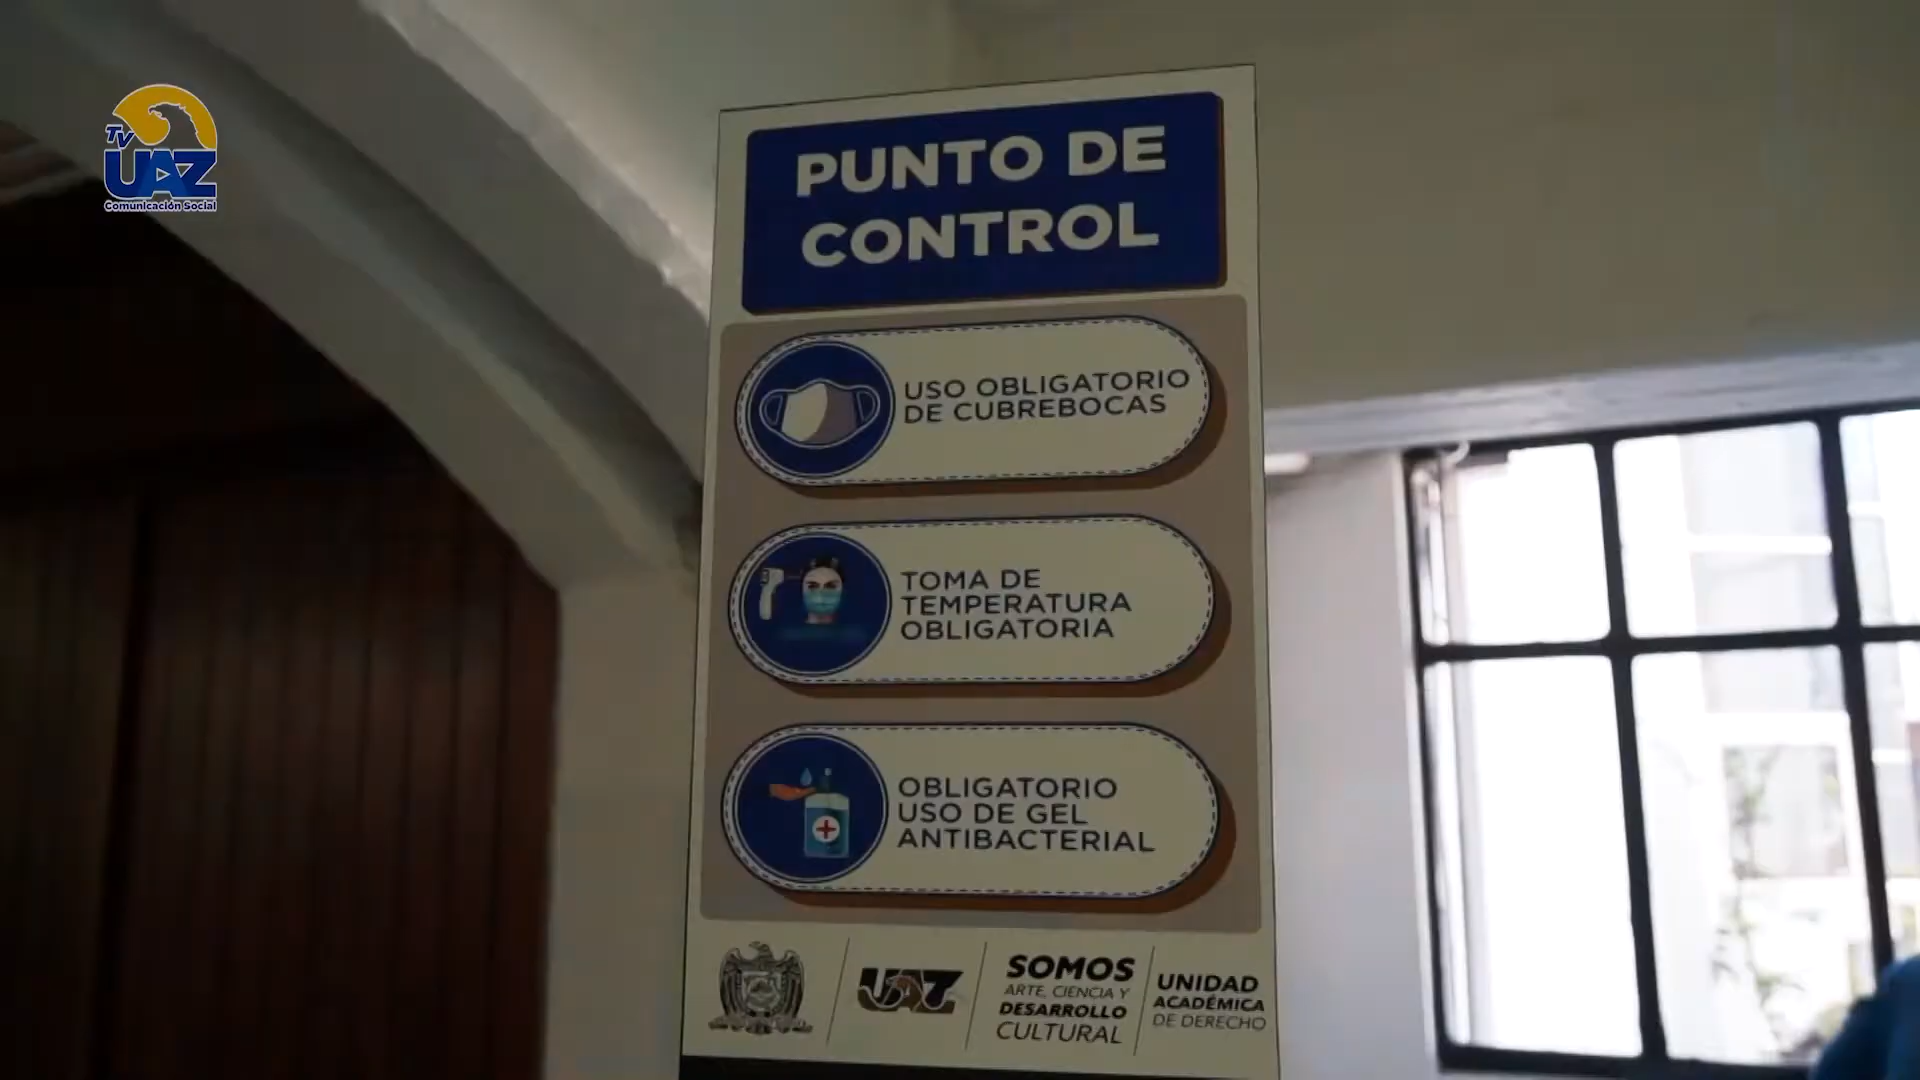 Tv
UAZ
Comunicación Social
PUNTO DE
CONTROL
USO OBLIGATORIO
DE CUBREBOCAS
TOMA DE
TEMPERATURA
OBLIGATORIA
OBLIGATORIO
USO DE GEL
ANTIBACTERIAL
UAZ
SOMOS
ARTE, CIENCIA Y
DESARROLLO
CULTURAL
UNIDAD
ACADÉMICA
DE DERECHO